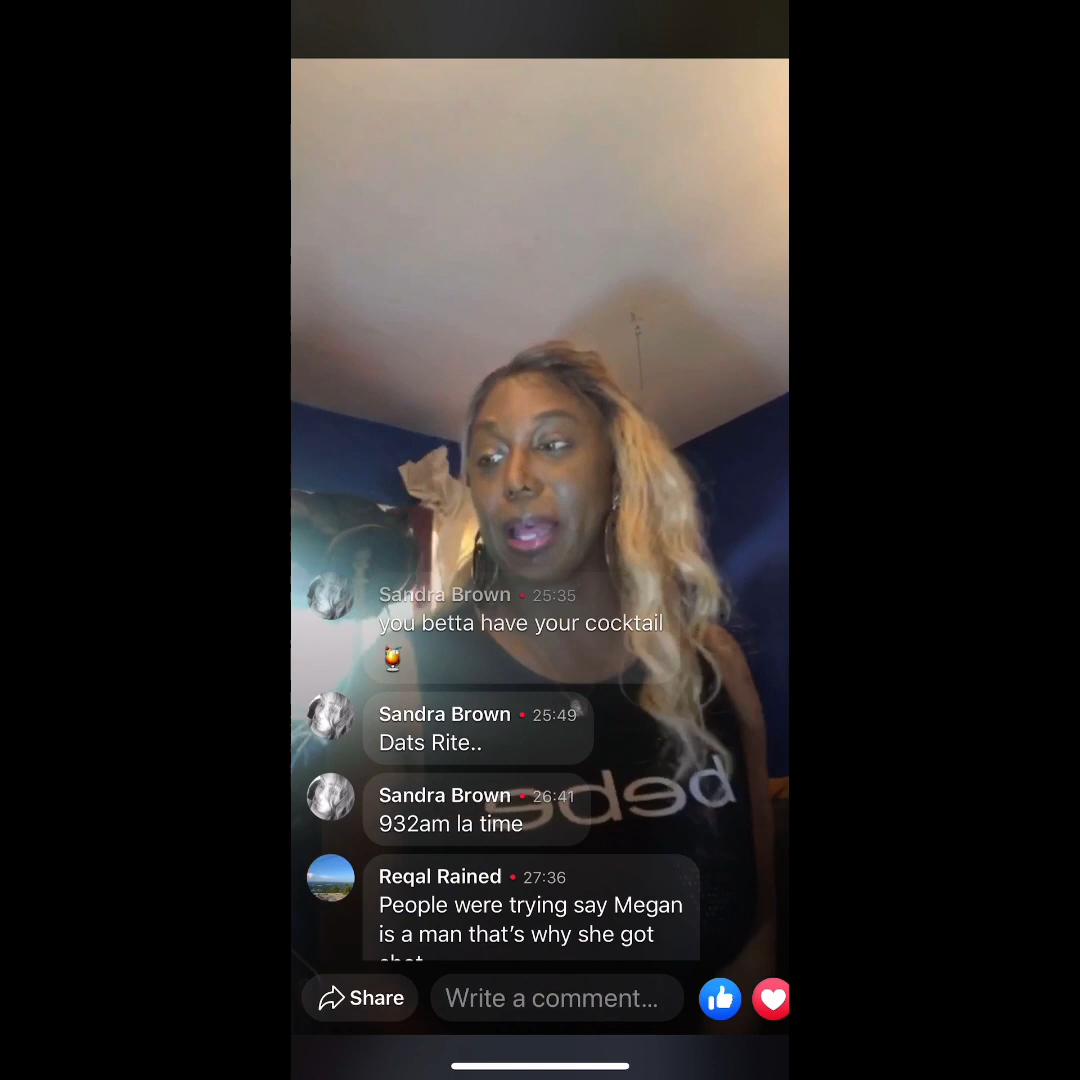 Sandra Brown • 25:35
you betta have your cocktail
🍹
Sandra Brown • 25:49
Dats Rite..
bebe
Sandra Brown • 26:41
932am la time
Reqal Rained • 27:36
People were trying say Megan
is a man that's why she got
shot
Share
Write a comment...